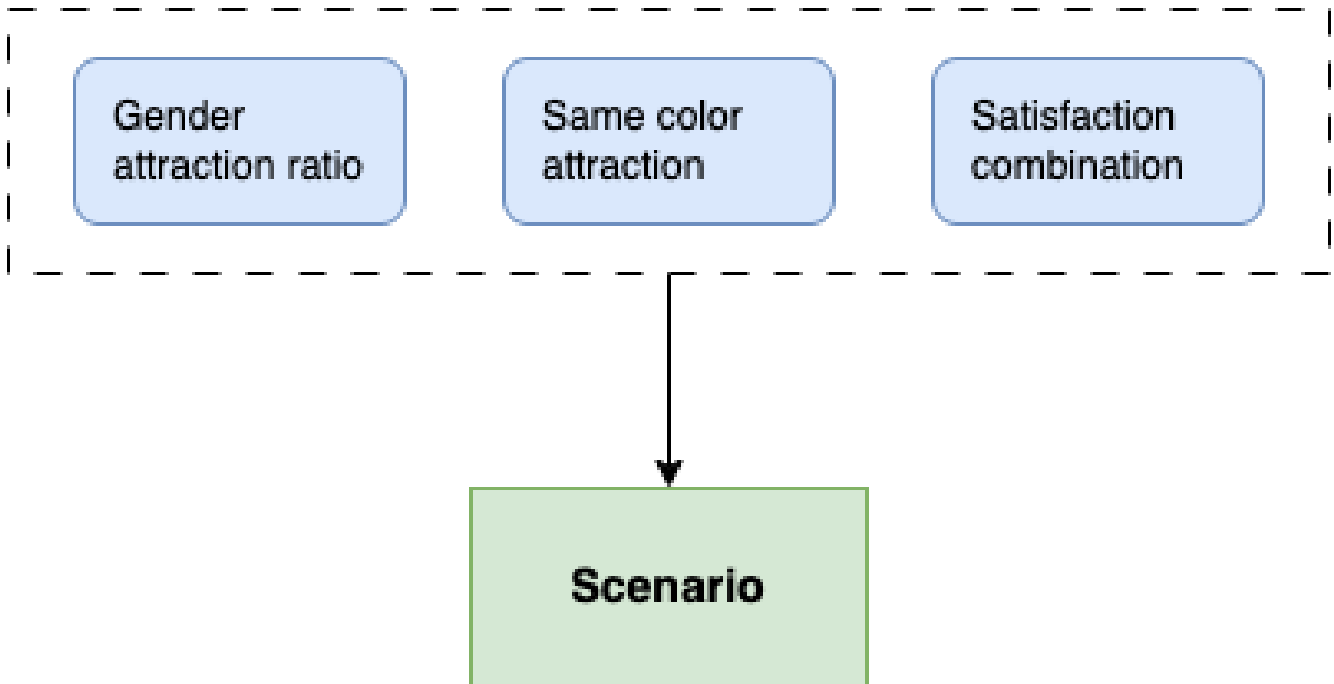 Gender
attraction ratio
Same color
attraction
Satisfaction
combination
Scenario